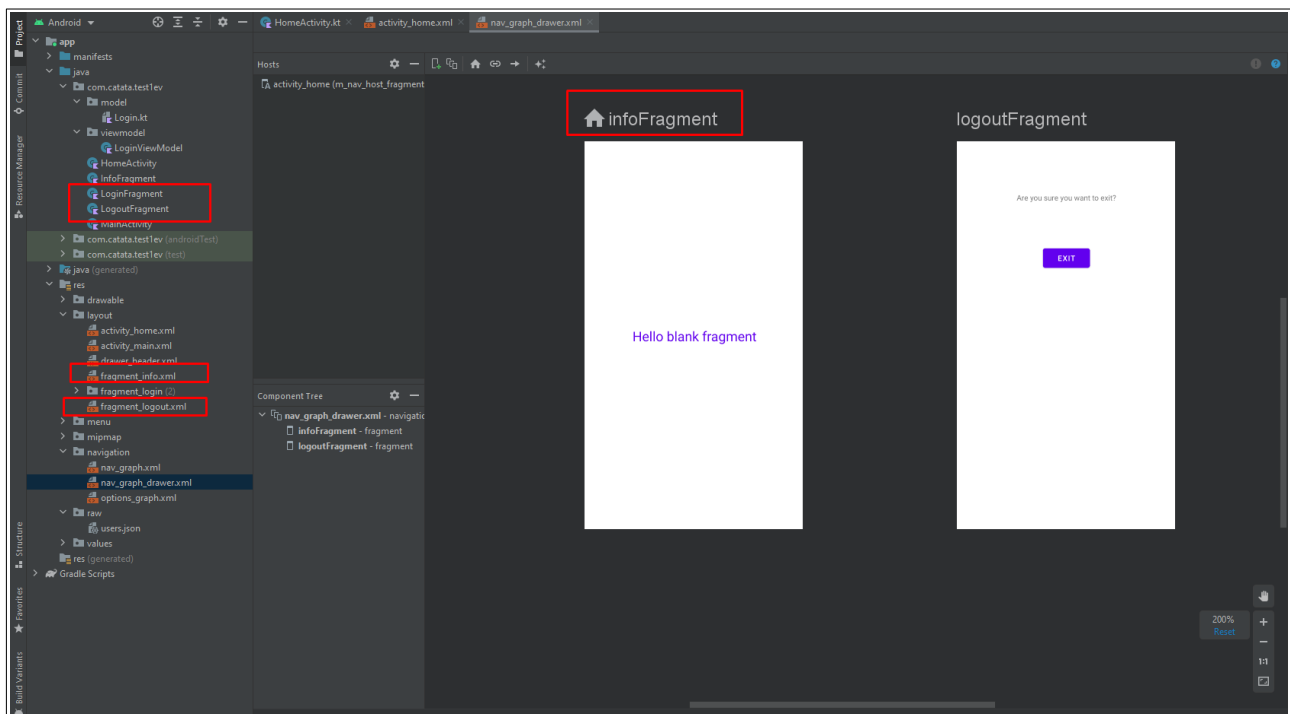 Android
HomeActivity.kt
activity_home.xml
nav_graph_drawer.xml
Project
Commit
Resource Manager
Structure
Favorites
Build Variants
app
manifests
java
com.catata.test1ev
model
Login.kt
viewmodel
LoginViewModel
HomeActivity
InfoFragment
LoginFragment
LogoutFragment
MainActivity
com.catata.test1ev (androidTest)
com.catata.test1ev (test)
java (generated)
res
drawable
layout
activity_home.xml
activity_main.xml
drawer_header.xml
fragment_info.xml
fragment_login (2)
fragment_logout.xml
menu
mipmap
navigation
nav_graph.xml
nav_graph_drawer.xml
options_graph.xml
raw
users.json
values
res (generated)
Gradle Scripts
Hosts
activity_home (m_nav_host_fragment
Component Tree
nav_graph_drawer.xml - navigatic
infoFragment - fragment
logoutFragment - fragment
infoFragment
Hello blank fragment
logoutFragment
Are you sure you want to exit?
EXIT
200%
Reset
1:1